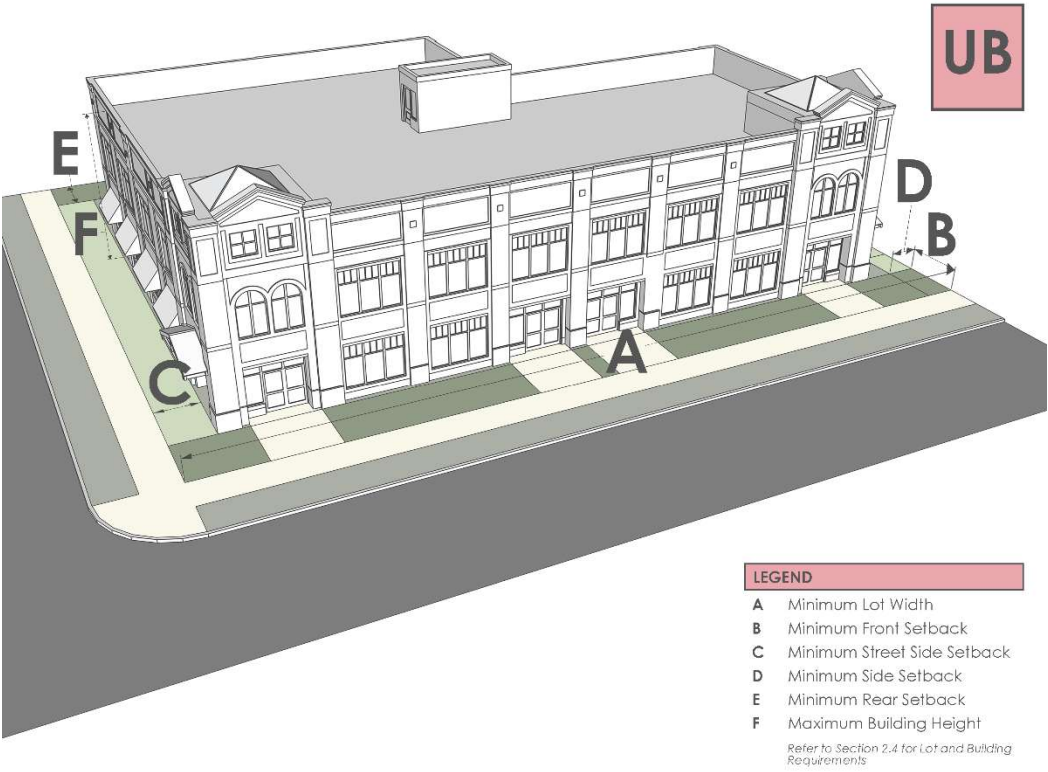 UB
E
F
D
B
C
A
LEGEND
A Minimum Lot Width
B Minimum Front Setback
C Minimum Street Side Setback
D Minimum Side Setback
E Minimum Rear Setback
F Maximum Building Height
Refer to Section 2.4 for Lot and Building
Requirements